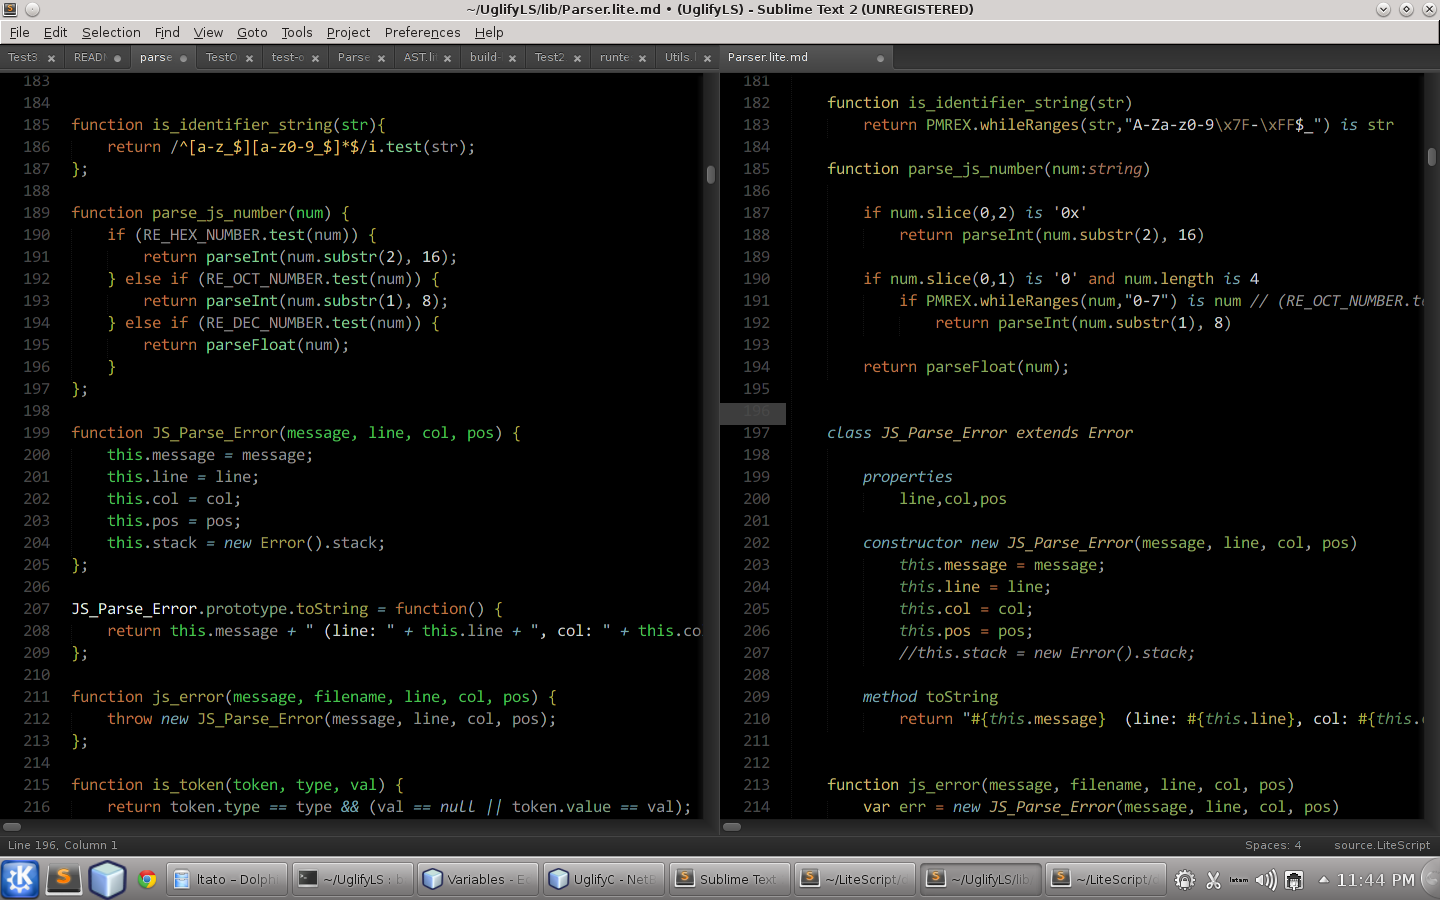 ~/UglifyLS/lib/Parser.lite.md • (UglifyLS) - Sublime Text 2 (UNREGISTERED)
File Edit Selection Find View Goto Tools Project Preferences Help
Test3 READI parse TestO test-o Parse AST.li build- Test2. runte Utils. Parser.lite.md
183
184
185 function is_identifier_string(str){
186     return /^[a-z_$][a-z0-9_$]*$/i.test(str);
187 };
188
189 function parse_js_number(num) {
190     if (RE_HEX_NUMBER.test(num)) {
191         return parseInt(num.substr(2), 16);
192     } else if (RE_OCT_NUMBER.test(num)) {
193         return parseInt(num.substr(1), 8);
194     } else if (RE_DEC_NUMBER.test(num)) {
195         return parseFloat(num);
196     }
197 };
198
199 function JS_Parse_Error(message, line, col, pos) {
200     this.message = message;
201     this.line = line;
202     this.col = col;
203     this.pos = pos;
204     this.stack = new Error().stack;
205 };
206
207 JS_Parse_Error.prototype.toString = function() {
208     return this.message + " (line: " + this.line + ", col: " + this.co
209 };
210
211 function js_error(message, filename, line, col, pos) {
212     throw new JS_Parse_Error(message, line, col, pos);
213 };
214
215 function is_token(token, type, val) {
216     return token.type == type && (val == null || token.value == val);
181
182     function is_identifier_string(str)
183         return PMREX.whileRanges(str,"A-Za-z0-9\x7F-\xFF$_") is str
184
185     function parse_js_number(num:string)
186
187         if num.slice(0,2) is '0x'
188             return parseInt(num.substr(2), 16)
189
190         if num.slice(0,1) is '0' and num.length is 4
191             if PMREX.whileRanges(num,"0-7") is num // (RE_OCT_NUMBER.te
192                 return parseInt(num.substr(1), 8)
193
194         return parseFloat(num);
195
196
197     class JS_Parse_Error extends Error
198
199         properties
200             line,col,pos
201
202         constructor new JS_Parse_Error(message, line, col, pos)
203             this.message = message;
204             this.line = line;
205             this.col = col;
206             this.pos = pos;
207             //this.stack = new Error().stack;
208
209         method toString
210             return "#{this.message}  (line: #{this.line}, col: #{this.
211
212
213     function js_error(message, filename, line, col, pos)
214         var err = new JS_Parse_Error(message, line, col, pos)
Line 196, Column 1 Spaces: 4 source.LiteScript
ltato – Dolph ~/UglifyLS : b Variables – E UglifyC - NetB Sublime Text ~/LiteScript/ ~/UglifyLS/lib ~/LiteScript/ latam 11:44 PM